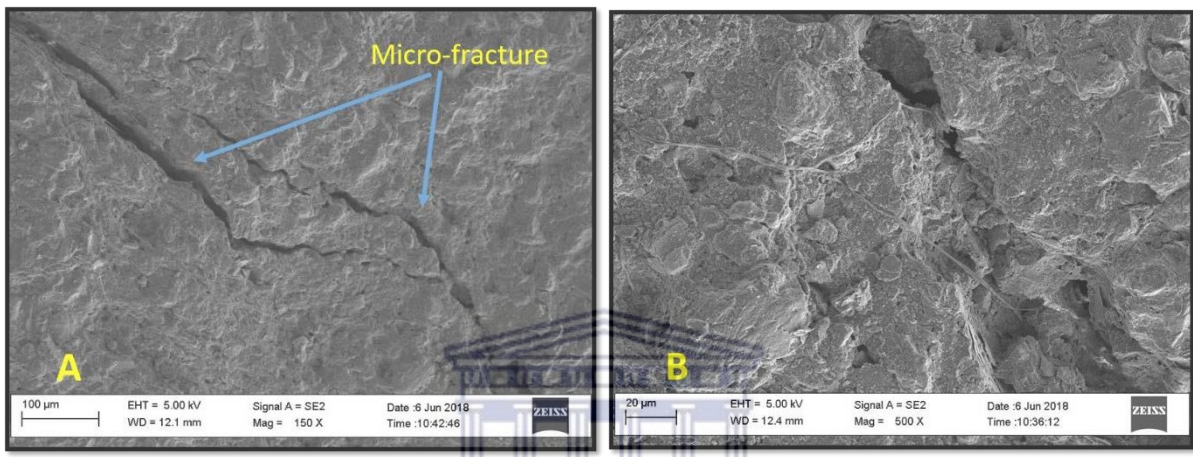 Micro-fracture
A
100 µm
EHT = 5.00 kV
WD = 12.1 mm
Signal A = SE2
Mag = 150 X
Date :6 Jun 2018
Time :10:42:46
ZEISS
B
20 µm
EHT = 5.00 kV
WD = 12.4 mm
Signal A = SE2
Mag = 500 X
Date :6 Jun 2018
Time :10:36:12
ZEISS